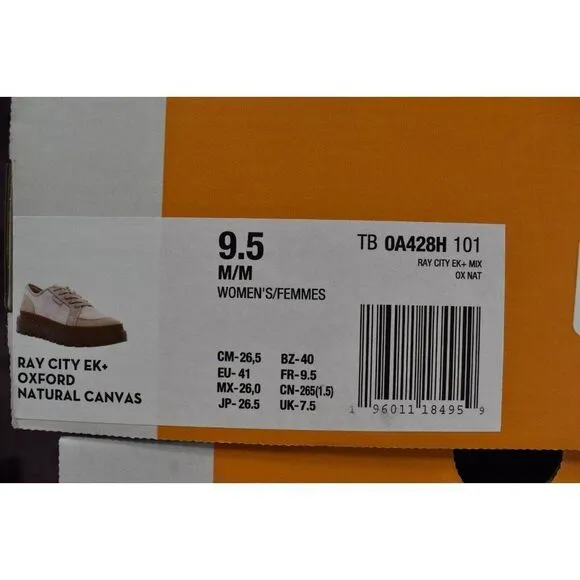 9.5
M/M
WOMEN'S/FEMMES
TB 0A428H 101
RAY CITY EK+ MIX
OX NAT
RAY CITY EK+
OXFORD
NATURAL CANVAS
CM-26,5 BZ-40
EU- 41 FR-9.5
MX-26,0 CN-265(1.5)
JP- 26.5 UK-7.5
1 96011 18495 9